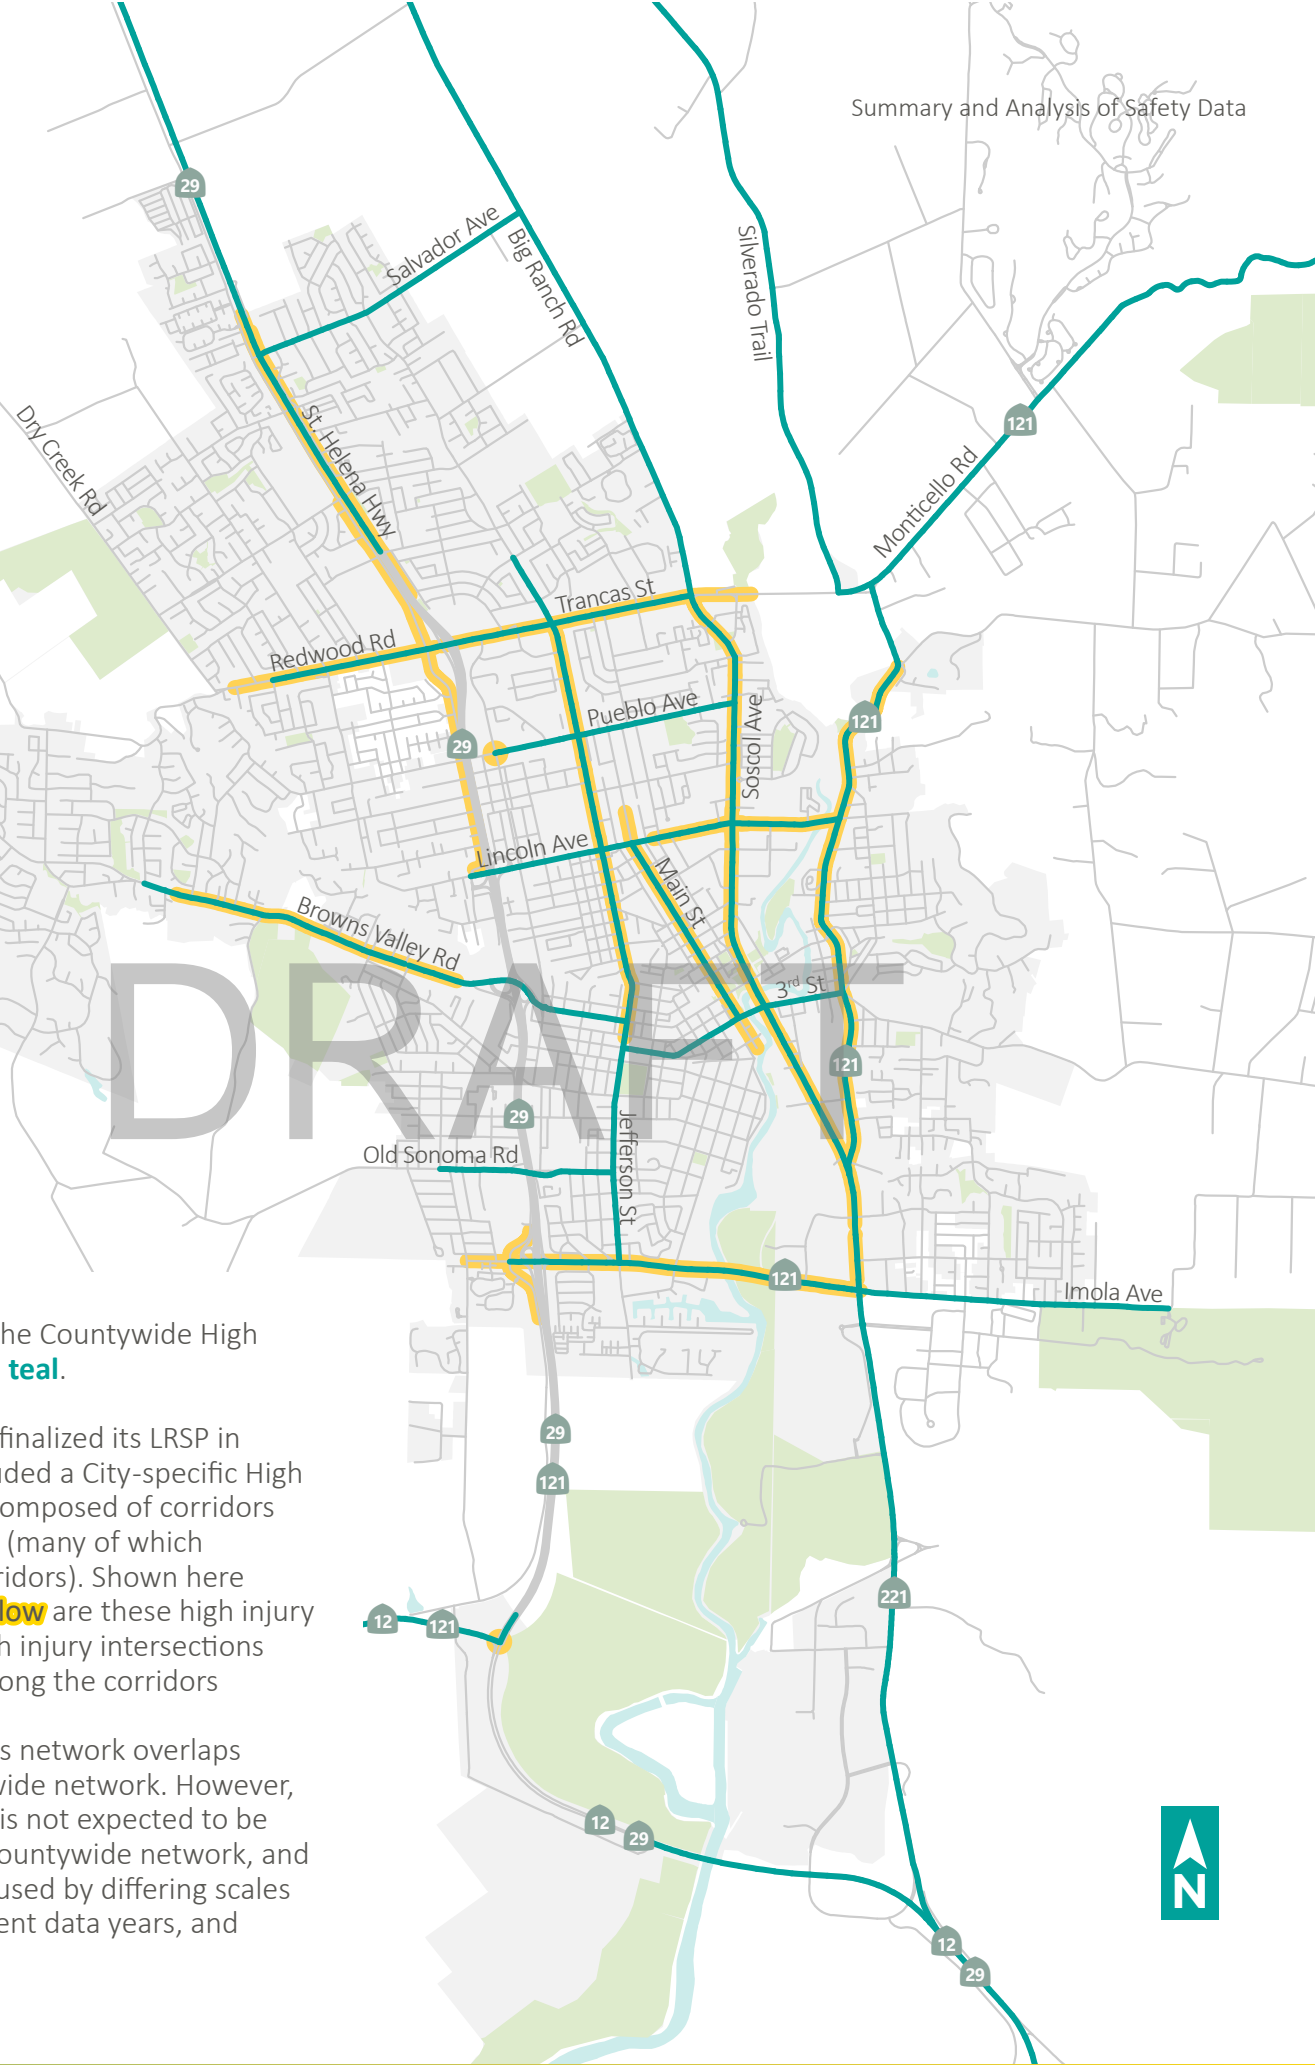 Summary and Analysis of Safety Data
29
Salvador Ave
Big Ranch Rd
Silverado Trail
121
Dry Creek Rd
St. Helena Hwy
Monticello Rd
Trancas St
Redwood Rd
Pueblo Ave
Soscol Ave
121
29
Lincoln Ave
Main St
Browns Valley Rd
3rd St
DRAFT
121
29
Jefferson St
Old Sonoma Rd
121
Imola Ave
he Countywide High
teal.
finalized its LRSP in
uded a City-specific High
omposed of corridors
(many of which
ridors). Shown here
low are these high injury
h injury intersections
ong the corridors
s network overlaps
wide network. However,
is not expected to be
ountywide network, and
used by differing scales
ent data years, and
29
121
221
12
121
12
29
N
12
29